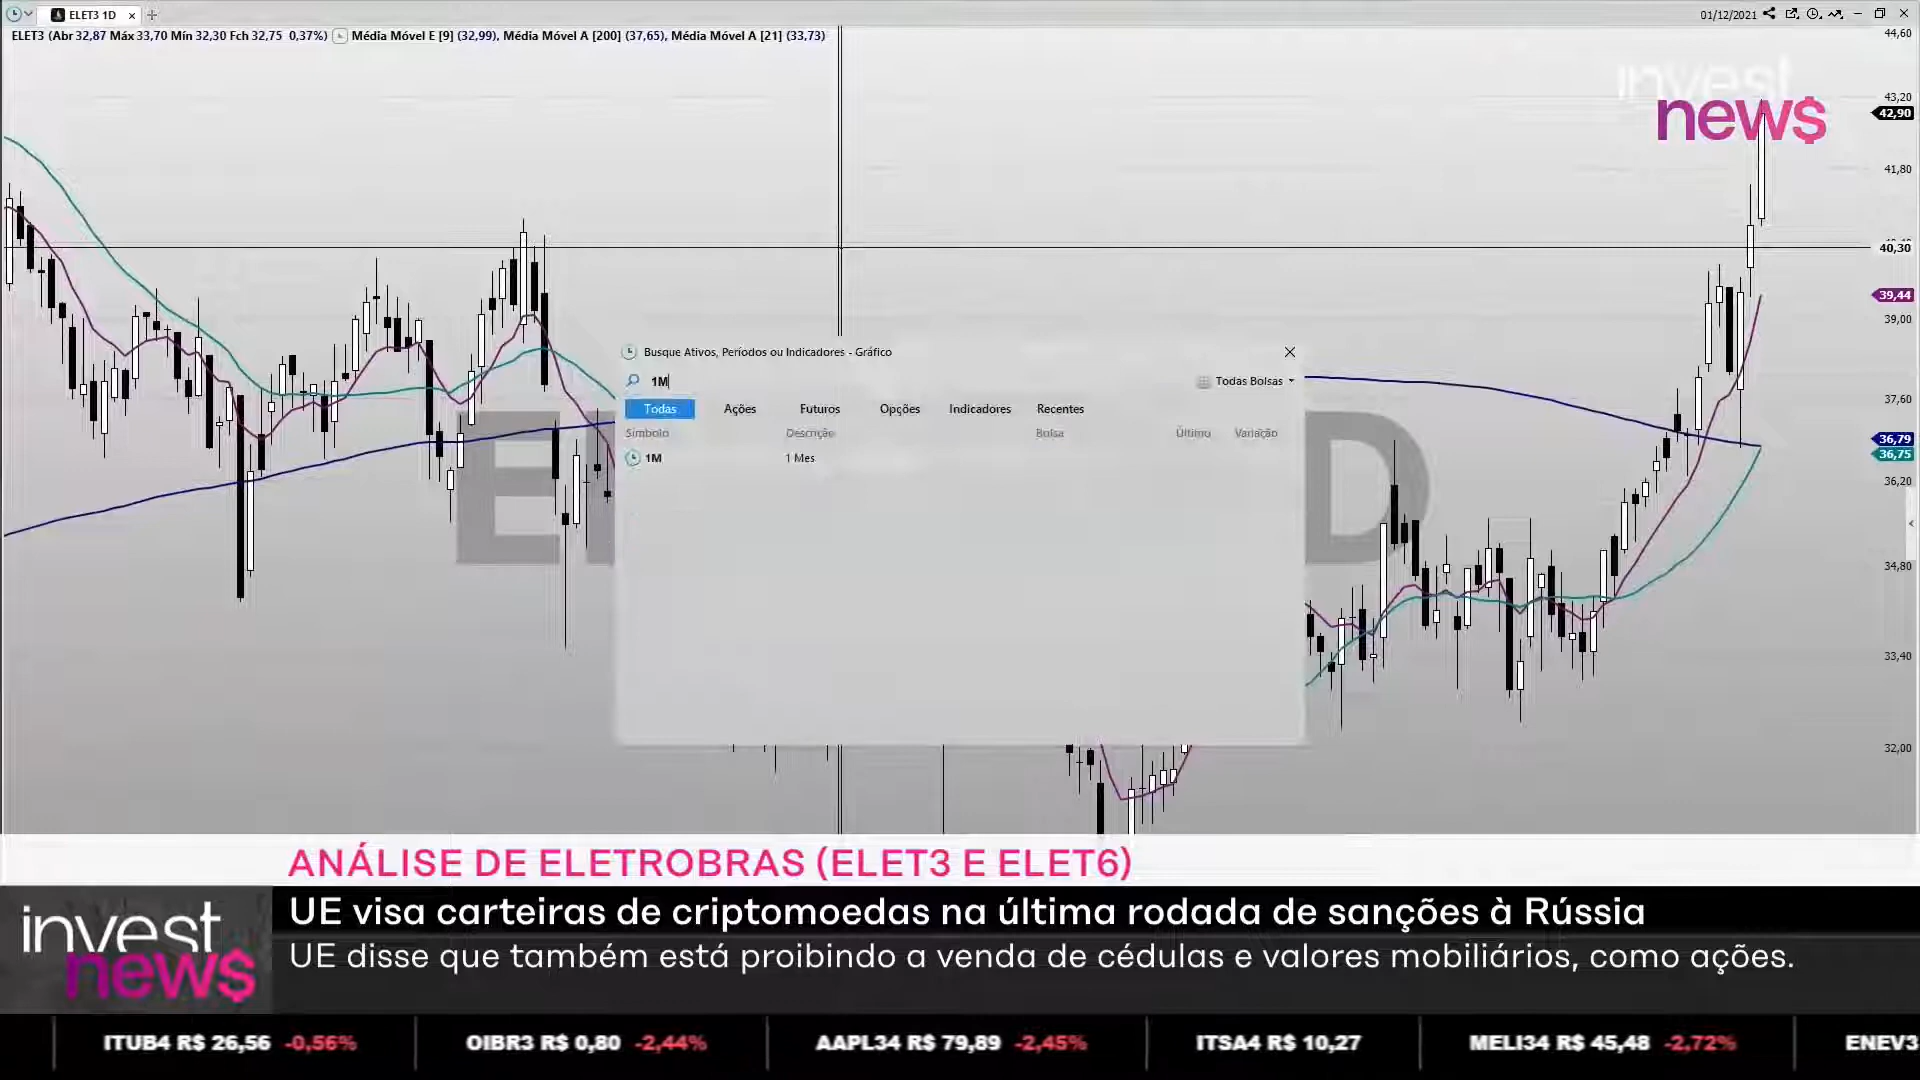 ELET3 1D
01/12/2021
ELET3 (Abr 32,87 Máx 33,70 Mín 32,30 Fch 32,75 0,37%) Média Móvel E [9] (32,99), Média Móvel A [200] (37,65), Média Móvel A [21] (33,73)
44,60
invest
news
43,20
42,90
41,80
40,30
39,44
39,00
37,60
36,79
36,75
36,20
34,80
33,40
32,00
Busque Ativos, Períodos ou Indicadores - Gráfico
1M
Todas Bolsas
Todas Ações Futuros Opções Indicadores Recentes
Símbolo Descrição Bolsa Último Variação
1M 1 Mes
D
ANÁLISE DE ELETROBRAS (ELET3 E ELET6)
invest
new$
UE visa carteiras de criptomoedas na última rodada de sanções à Rússia
UE disse que também está proibindo a venda de cédulas e valores mobiliários, como ações.
ITUB4 R$ 26,56 -0,56% OIBR3 R$ 0,80 -2,44% AAPL34 R$ 79,89 -2,45% ITSA4 R$ 10,27 MELI34 R$ 45,48 -2,72% ENEV3